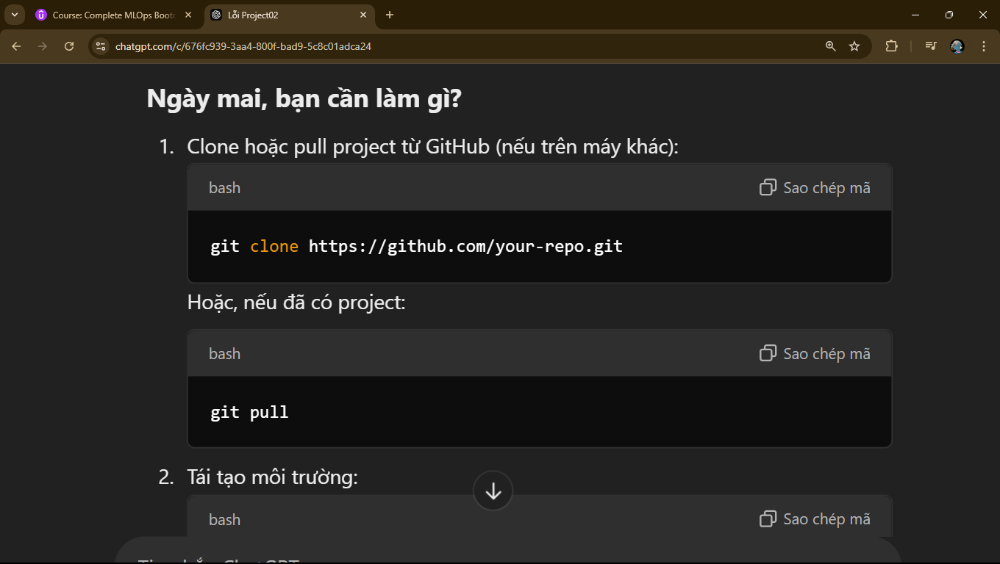 Course: Complete MLOps Boot
Lỗi Project02
chatgpt.com/c/676fc939-3aa4-800f-bad9-5c8c01adca24
Ngày mai, bạn cần làm gì?
1. Clone hoặc pull project từ GitHub (nếu trên máy khác):
bash
Sao chép mã
git clone https://github.com/your-repo.git
Hoặc, nếu đã có project:
bash
Sao chép mã
git pull
2. Tái tạo môi trường:
bash
Sao chép mã